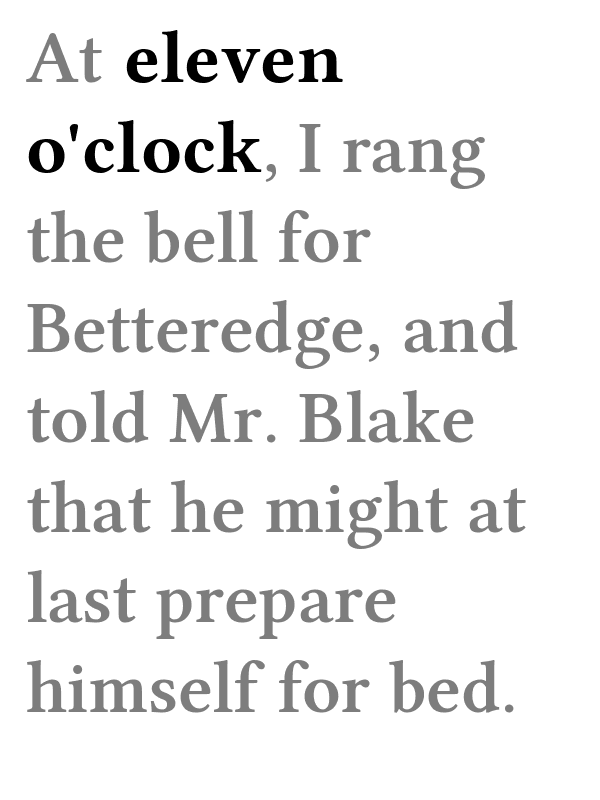 At eleven
o'clock, I rang
the bell for
Betteredge, and
told Mr. Blake
that he might at
last prepare
himself for bed.